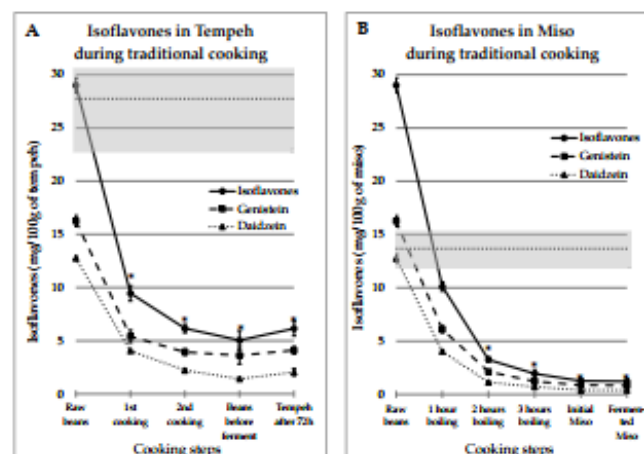 A
Isoflavones in Tempeh
during traditional cooking
Isoflavones (mg/100g of tempeh)
30
25
20
15
10
5
0
Isoflavones
Genistein
Daidzein
*
*
*
*
Raw beans
1st cooking
2nd cooking
Beans before ferment
Tempeh after 72h
Cooking steps
B
Isoflavones in Miso
during traditional cooking
Isoflavones (mg/100g of miso)
30
25
20
15
10
5
0
Isoflavones
Genistein
Daidzein
*
*
*
*
*
Raw beans
1 hour boiling
2 hours boiling
3 hours boiling
Initial Miso
Fermented Miso
Cooking steps